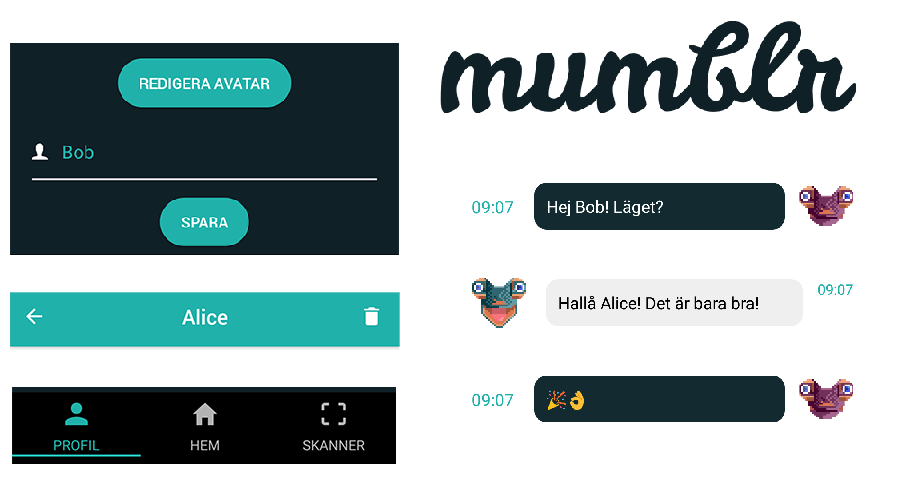 REDIGERA AVATAR
Bob
SPARA
Alice
PROFIL HEM SKANNER
mumblr
09:07 Hej Bob! Läget?
Hallå Alice! Det är bara bra! 09:07
09:07 🎉👌